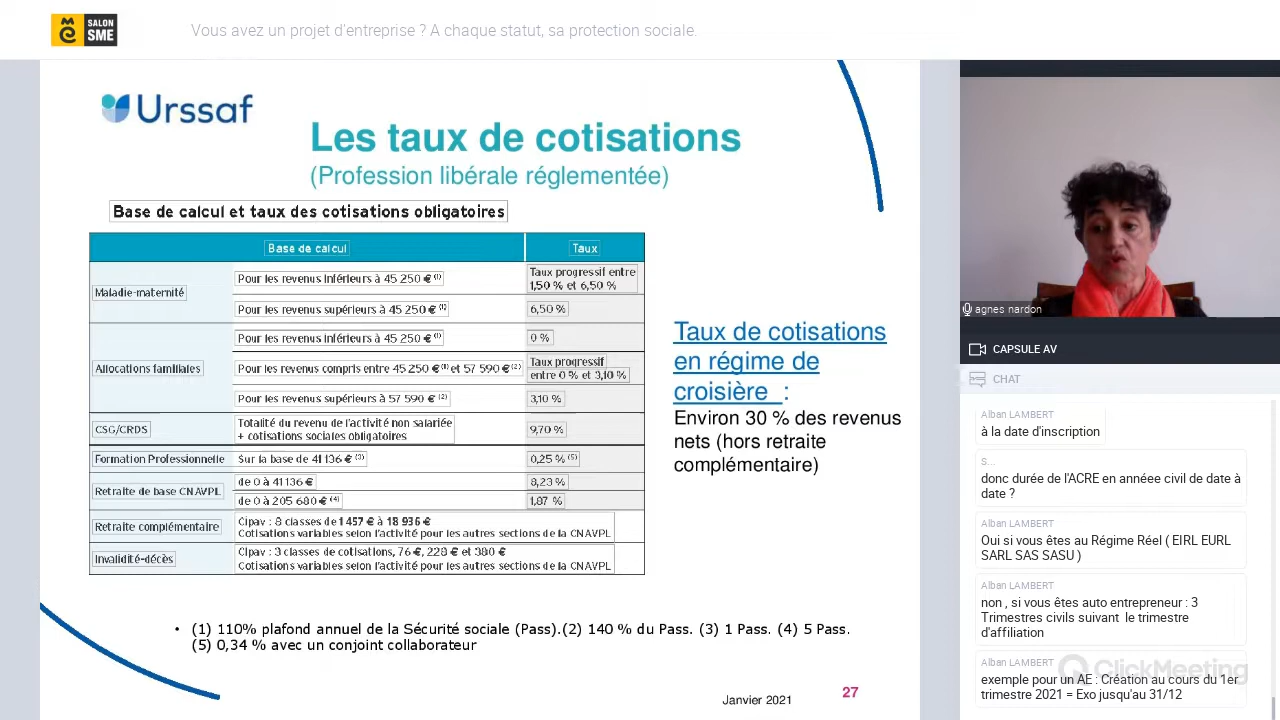 SALON
SME
Vous avez un projet d'entreprise ? A chaque statut, sa protection sociale.
Urssaf
Les taux de cotisations
(Profession libérale réglementée)
Base de calcul et taux des cotisations obligatoires
Base de calcul
Taux
Maladie-maternité
Pour les revenus inférieurs à 45 250 € (1)
Taux progressif entre
1,50 % et 6,50 %
Pour les revenus supérieurs à 45 250 € (1)
6,50 %
Allocations familiales
Pour les revenus inférieurs à 45 250 € (1)
0 %
Pour les revenus compris entre 45 250 € (1) et 57 590 € (2)
Taux progressif
entre 0 % et 3,10 %
Pour les revenus supérieurs à 57 590 € (2)
3,10 %
CSG/CRDS
Totalité du revenu de l'activité non salariée
+ cotisations sociales obligatoires
9,70 %
Formation Professionnelle
Sur la base de 41 136 € (3)
0,25 % (5)
Retraite de base CNAVPL
de 0 à 41 136 €
8,23 %
de 0 à 205 680 € (4)
1,87 %
Retraite complémentaire
Cipav : 8 classes de 1 457 € à 18 936 €
Cotisations variables selon l'activité pour les autres sections de la CNAVPL
Invalidité-décès
Cipav : 3 classes de cotisations, 76 €, 228 € et 380 €
Cotisations variables selon l'activité pour les autres sections de la CNAVPL
Taux de cotisations
en régime de
croisière :
Environ 30 % des revenus
nets (hors retraite
complémentaire)
• (1) 110% plafond annuel de la Sécurité sociale (Pass).(2) 140 % du Pass. (3) 1 Pass. (4) 5 Pass.
(5) 0,34 % avec un conjoint collaborateur
Janvier 2021
27
agnes nardon
CAPSULE AV
CHAT
Alban LAMBERT
à la date d'inscription
S...
donc durée de l'ACRE en annéee civil de date à
date ?
Alban LAMBERT
Oui si vous êtes au Régime Réel ( EIRL EURL
SARL SAS SASU )
Alban LAMBERT
non , si vous êtes auto entrepreneur : 3
Trimestres civils suivant le trimestre
d'affiliation
Alban LAMBERT
exemple pour un AE : Création au cours du 1er
trimestre 2021 = Exo jusqu'au 31/12
ClickMeeting